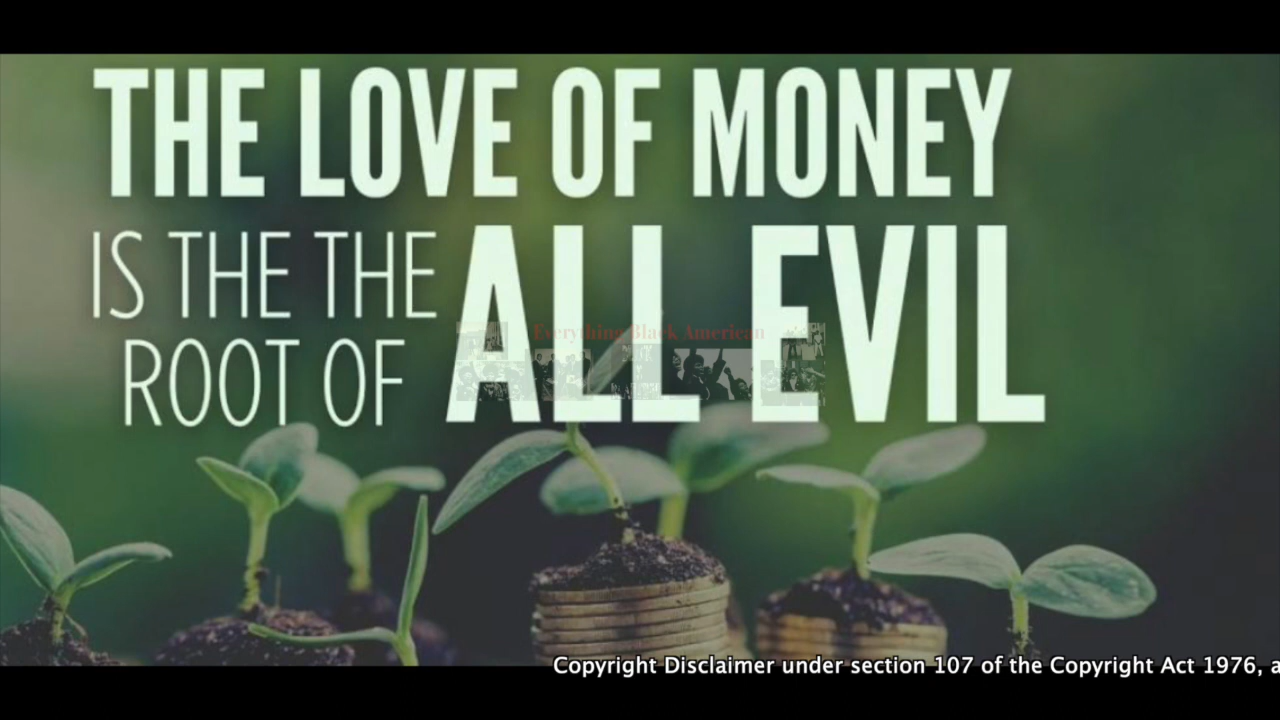 THE LOVE OF MONEY
IS THE THE
ROOT OF
ALL EVIL
Everything Black American
Copyright Disclaimer under section 107 of the Copyright Act 1976, a